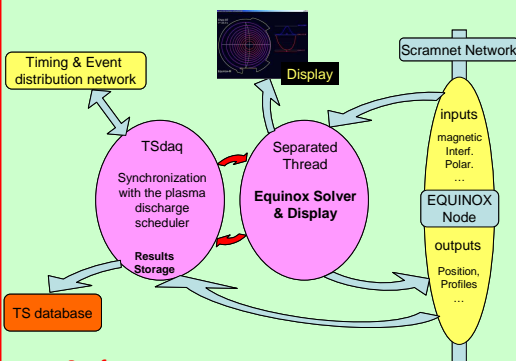 Timing & Event
distribution network
Display
Scramnet Network
TSdaq
Synchronization
with the plasma
discharge
scheduler
Results
Storage
Separated
Thread
Equinox Solver
& Display
inputs
magnetic
Interf.
Polar.
...
EQUINOX
Node
outputs
Position,
Profiles
...
TS database